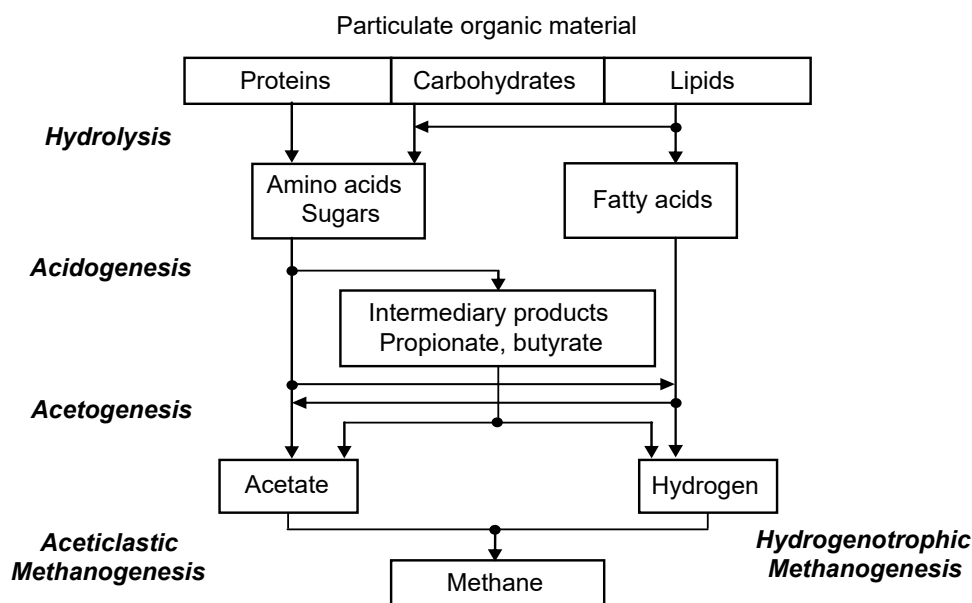 Particulate organic material
Proteins
Carbohydrates
Lipids
Hydrolysis
Amino acids
Sugars
Fatty acids
Acidogenesis
Intermediary products
Propionate, butyrate
Acetogenesis
Acetate
Hydrogen
Aceticlastic
Methanogenesis
Hydrogenotrophic
Methanogenesis
Methane